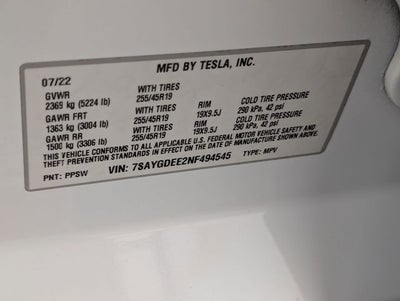 MFD BY TESLA, INC.
07/22
GVWR WITH TIRES
2369 kg (5224 lb) 255/45R19 RIM COLD TIRE PRESSURE
GAWR FRT WITH TIRES 19X9.5J 290 kPa, 42 psi
1363 kg (3004 lb) 255/45R19 RIM COLD TIRE PRESSURE
GAWR RR WITH TIRES 19X9.5J 290 kPa, 42 psi
1500 kg (3306 lb) 255/45R19
THIS VEHICLE CONFORMS TO ALL APPLICABLE U.S. FEDERAL MOTOR VEHICLE SAFETY AND
THEFT PREVENTION STANDARDS IN EFFECT ON THE DATE OF MANUFACTURE SHOWN ABOVE.
PNT: PPSW VIN: 7SAYGDEE2NF494545 TYPE: MPV